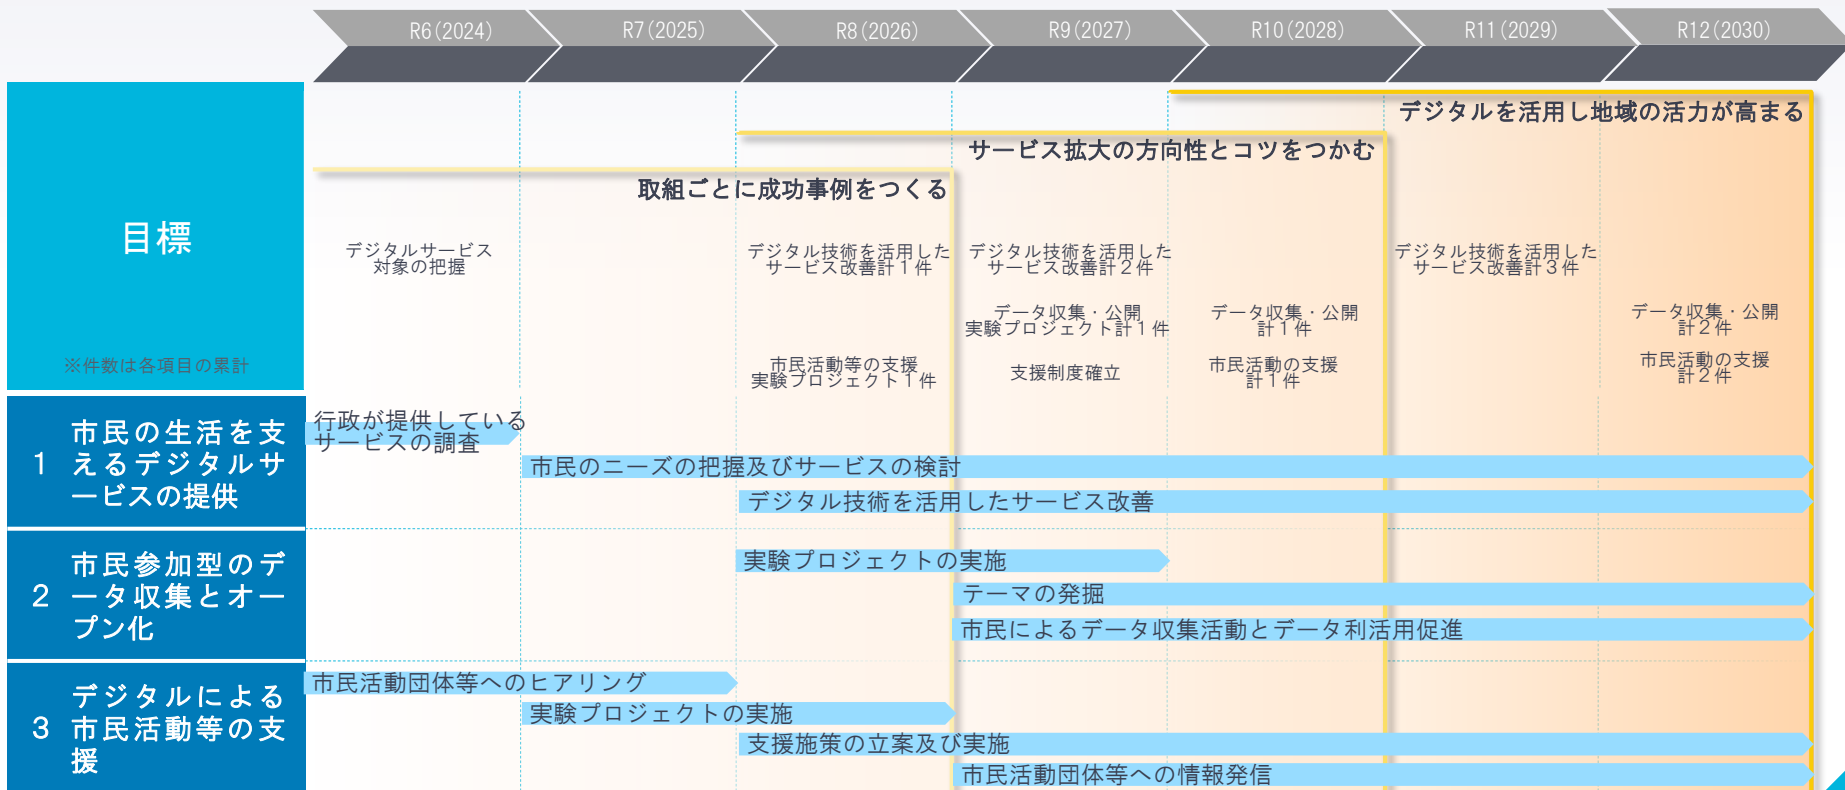 R6(2024)
R7(2025)
R8(2026)
R9(2027)
R10(2028)
R11(2029)
R12(2030)
デジタルを活用し地域の活力が高まる
サービス拡大の方向性とコツをつかむ
取組ごとに成功事例をつくる
目標
※件数は各項目の累計
デジタルサービス
対象の把握
デジタル技術を活用した
サービス改善計１件
デジタル技術を活用した
サービス改善計２件
デジタル技術を活用した
サービス改善計３件
データ収集・公開
実験プロジェクト計１件
データ収集・公開
計１件
データ収集・公開
計２件
市民活動等の支援
実験プロジェクト１件
支援制度確立
市民活動の支援
計１件
市民活動の支援
計２件
1
市民の生活を支
えるデジタルサ
ービスの提供
行政が提供している
サービスの調査
市民のニーズの把握及びサービスの検討
デジタル技術を活用したサービス改善
2
市民参加型のデ
ータ収集とオー
プン化
実験プロジェクトの実施
テーマの発掘
市民によるデータ収集活動とデータ利活用促進
3
デジタルによる
市民活動等の支
援
市民活動団体等へのヒアリング
実験プロジェクトの実施
支援施策の立案及び実施
市民活動団体等への情報発信